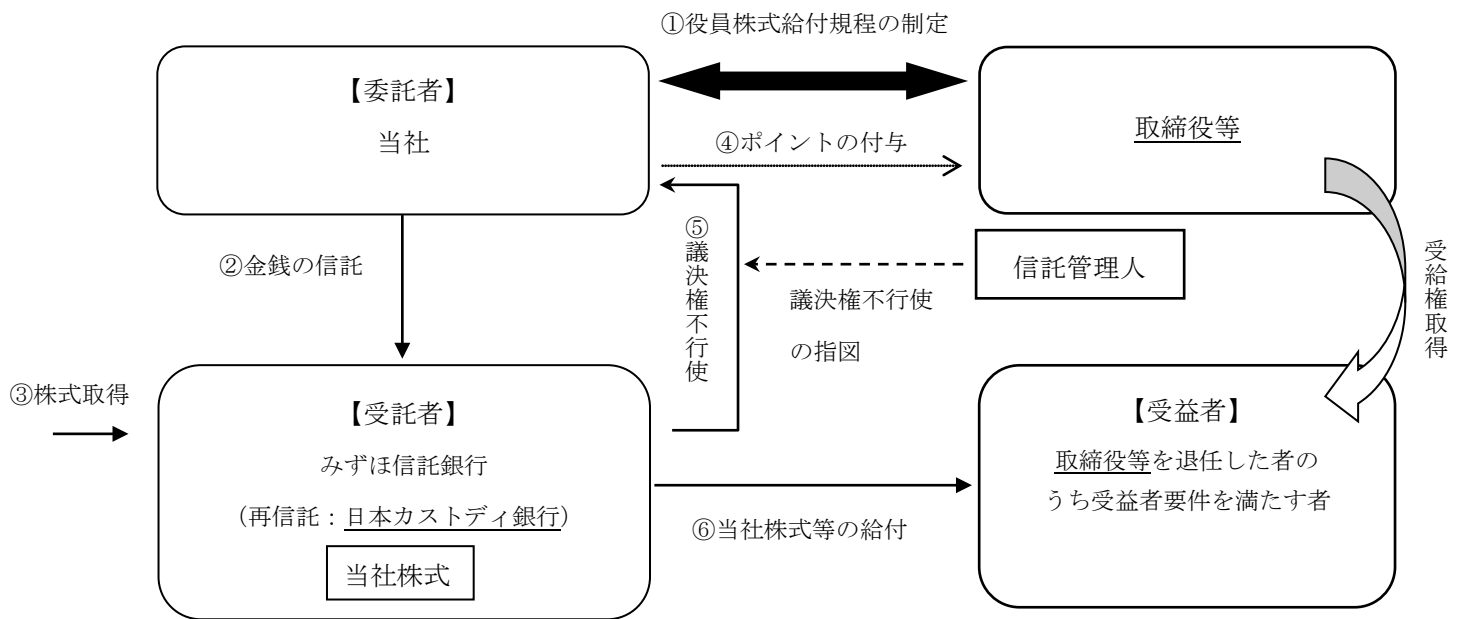 ①役員株式給付規程の制定
【委託者】
当社
取締役等
④ポイントの付与
②金銭の信託
⑤議決権不行使
信託管理人
議決権不行使
の指図
受給権取得
③株式取得
【受託者】
みずほ信託銀行
（再信託：日本カストディ銀行）
当社株式
⑥当社株式等の給付
【受益者】
取締役等を退任した者の
うち受益者要件を満たす者